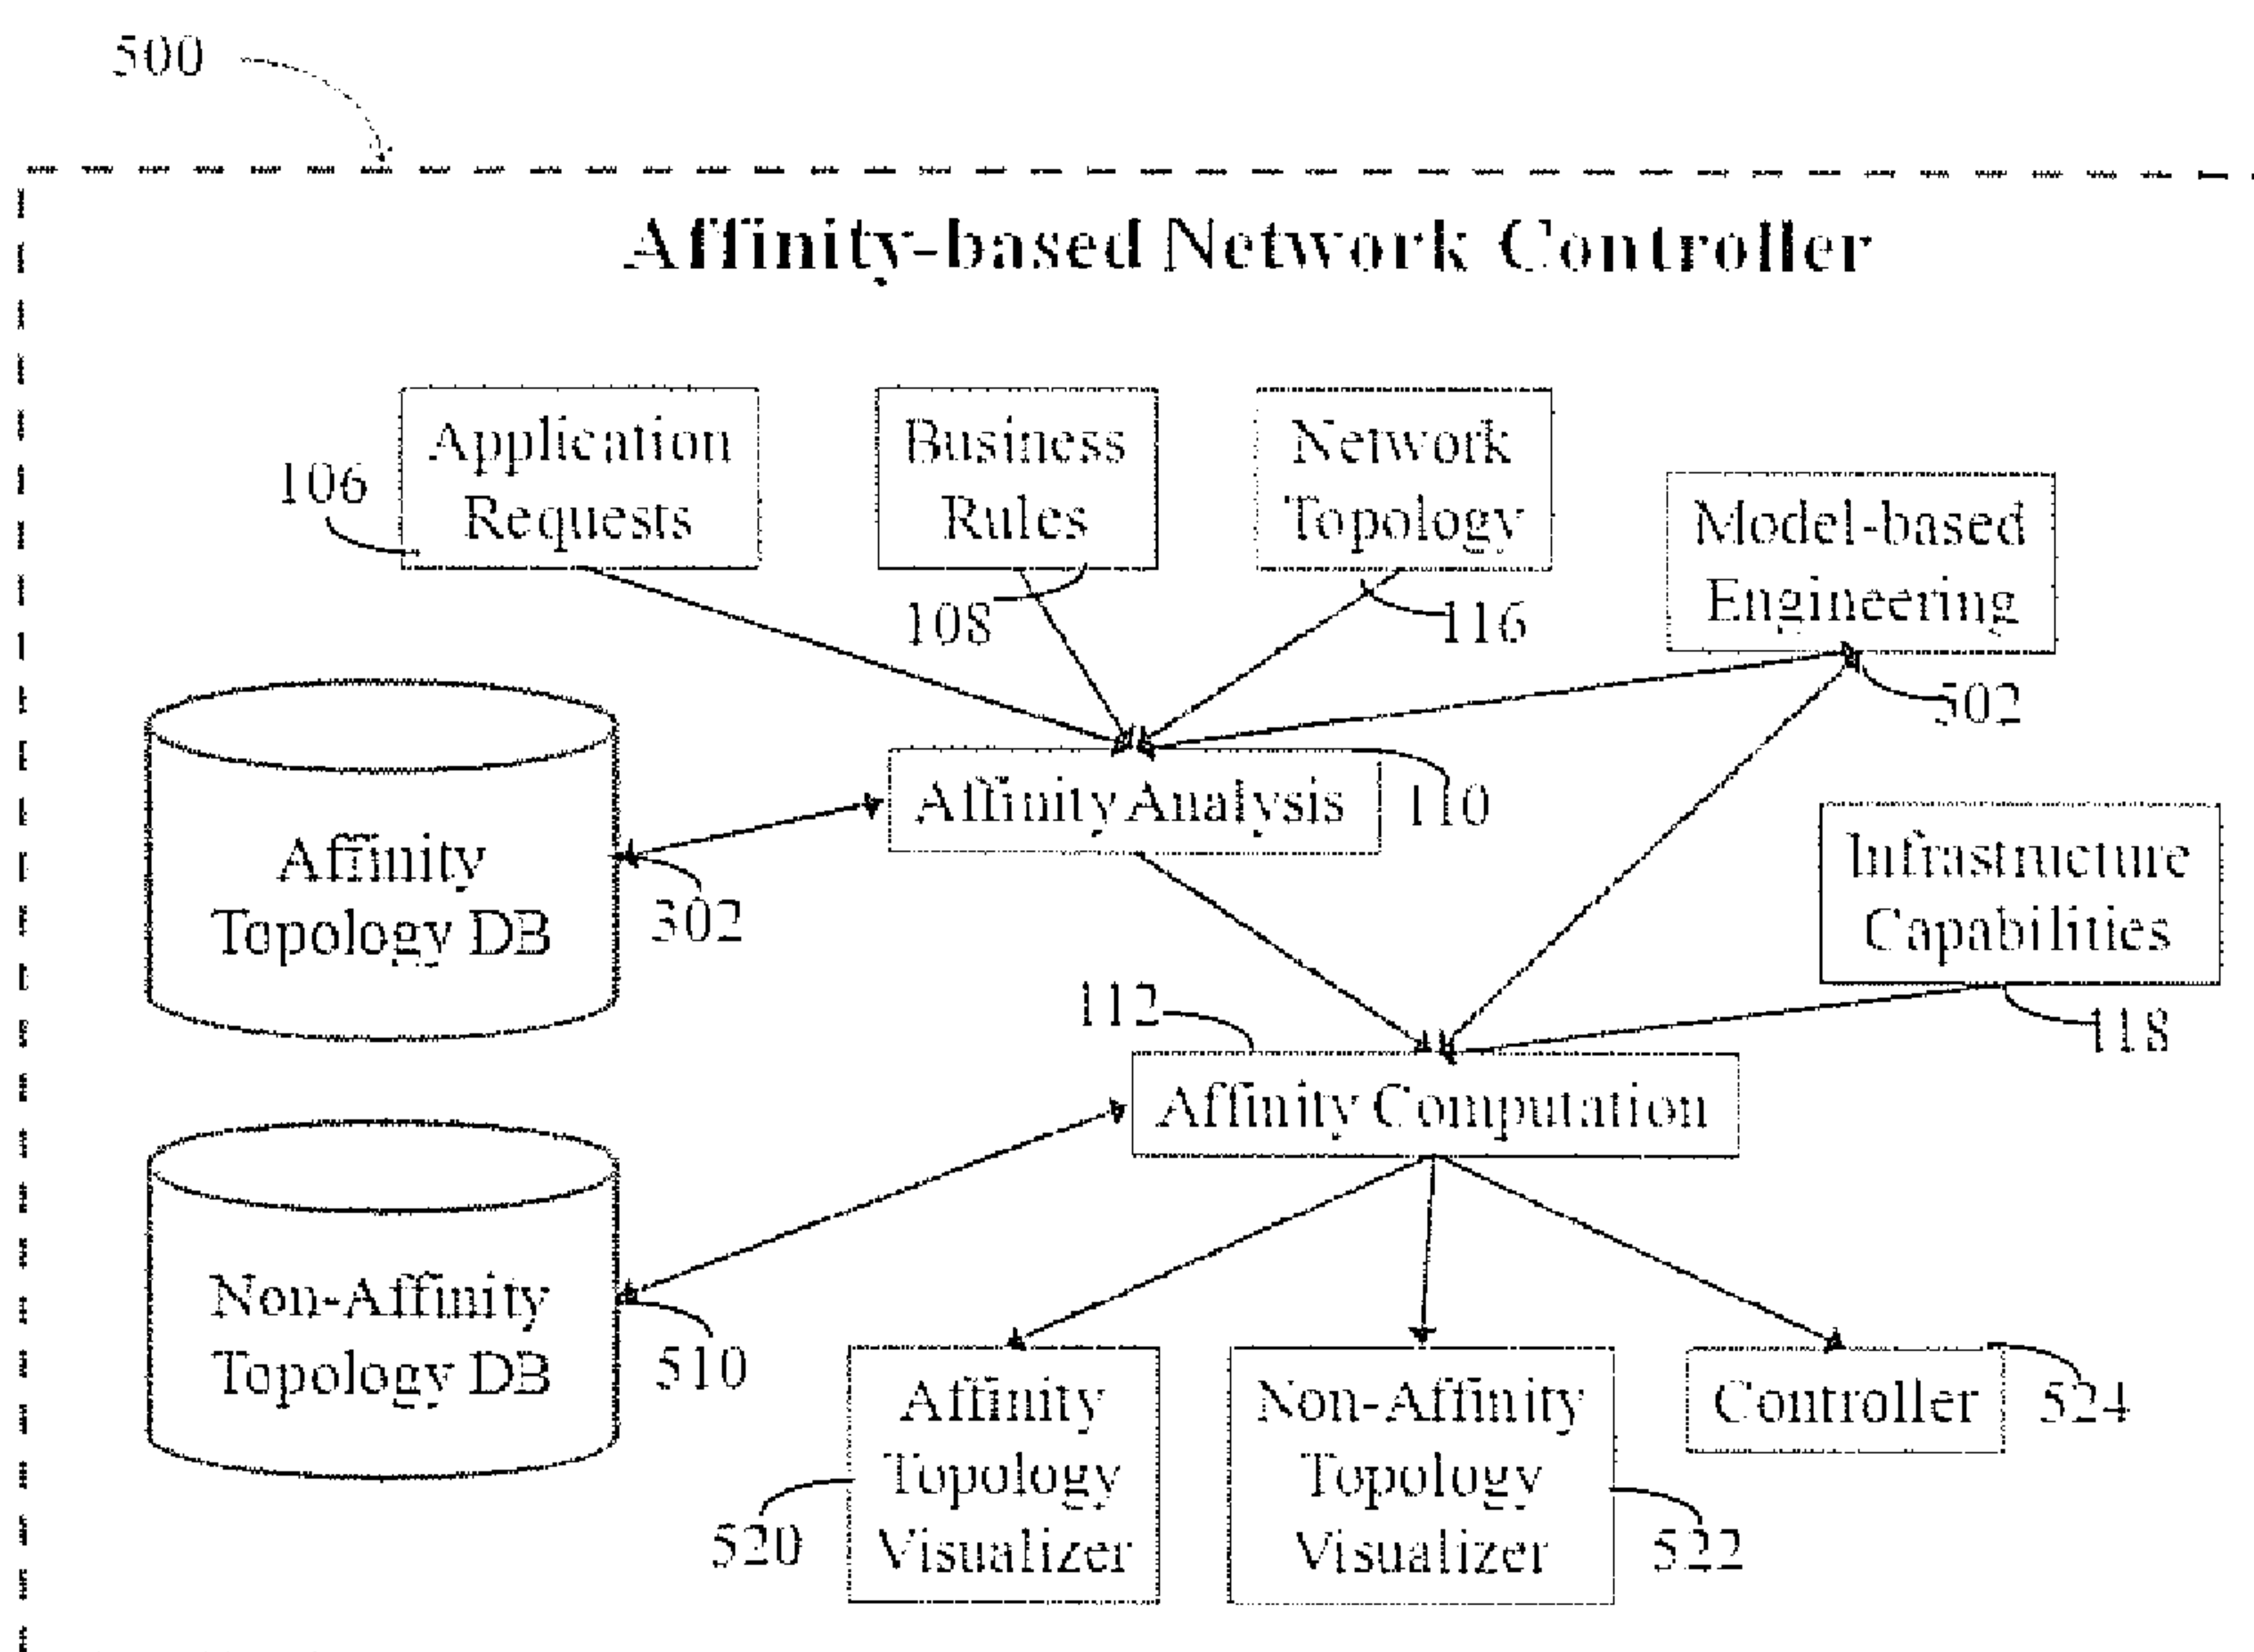 500
Affinity-based Network Controller
Application
Requests
106
Business
Rules
108
Network
Topology
116
Model-based
Engineering
502
Affinity
Topology DB
302
Affinity Analysis
110
Infrastructure
Capabilities
118
112
Affinity Computation
Non-Affinity
Topology DB
510
Affinity
Topology
Visualizer
520
Non-Affinity
Topology
Visualizer
522
Controller
524